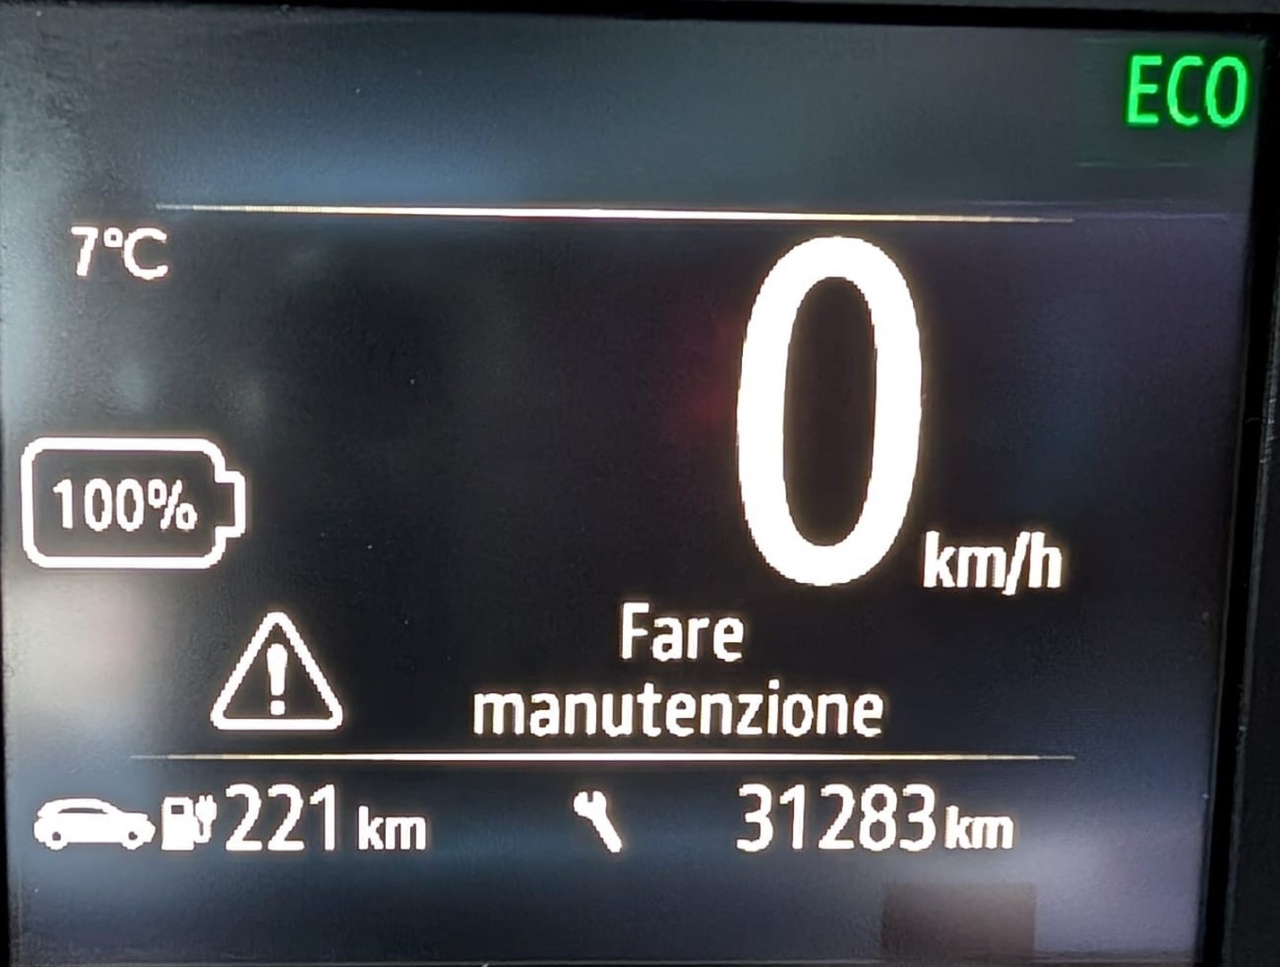 ECO
7°C
100%
0 km/h
Fare
manutenzione
221 km
31283 km